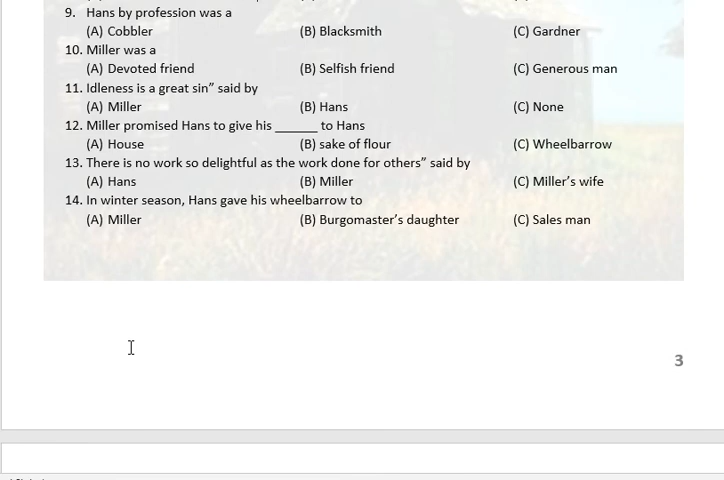 9. Hans by profession was a
(A) Cobbler (B) Blacksmith (C) Gardner
10. Miller was a
(A) Devoted friend (B) Selfish friend (C) Generous man
11. Idleness is a great sin” said by
(A) Miller (B) Hans (C) None
12. Miller promised Hans to give his ______ to Hans
(A) House (B) sake of flour (C) Wheelbarrow
13. There is no work so delightful as the work done for others” said by
(A) Hans (B) Miller (C) Miller’s wife
14. In winter season, Hans gave his wheelbarrow to
(A) Miller (B) Burgomaster’s daughter (C) Sales man
3